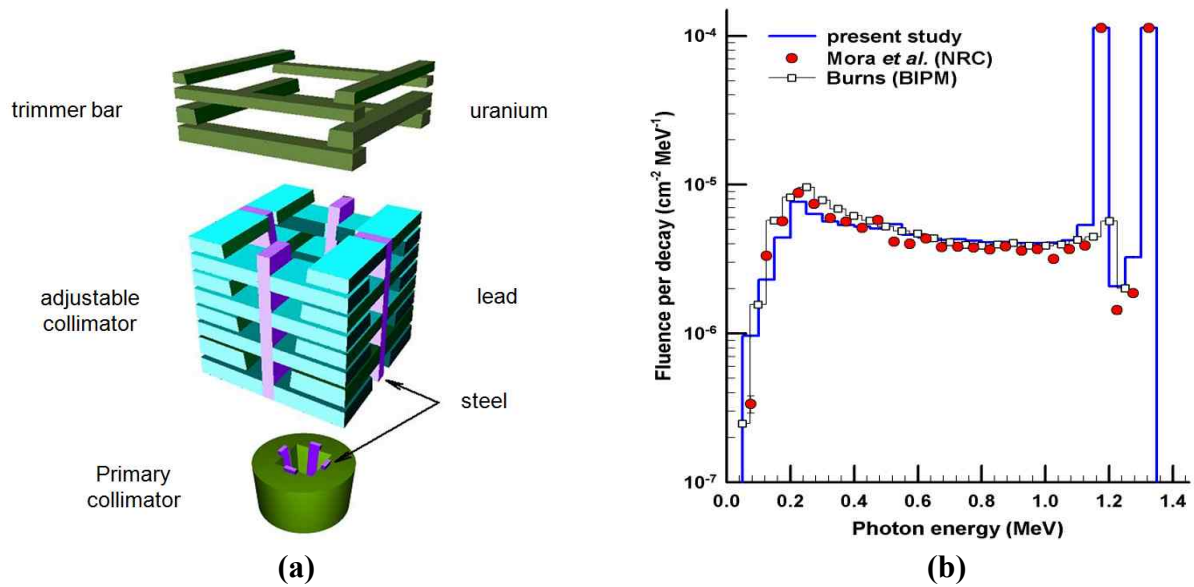 trimmer bar
uranium
adjustable
collimator
lead
steel
Primary
collimator
(a)
present study
Mora et al. (NRC)
Burns (BIPM)
Fluence per decay (cm⁻² MeV⁻¹)
10⁻⁴
10⁻⁵
10⁻⁶
10⁻⁷
0.0 0.2 0.4 0.6 0.8 1.0 1.2 1.4
Photon energy (MeV)
(b)